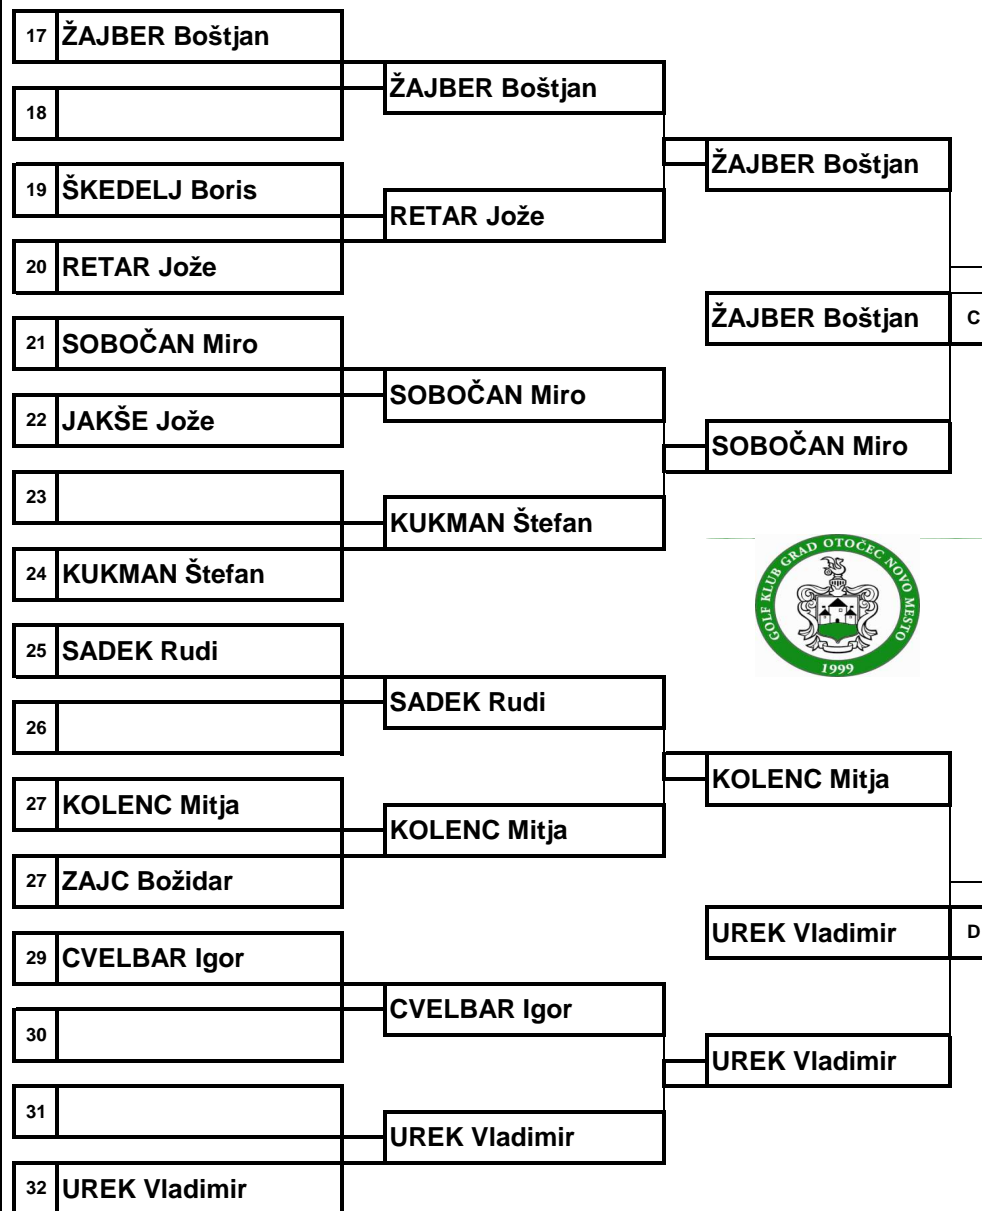 17 ŽAJBER Boštjan
ŽAJBER Boštjan
18
ŽAJBER Boštjan
19 ŠKEDELJ Boris
RETAR Jože
20 RETAR Jože
ŽAJBER Boštjan C
21 SOBOČAN Miro
SOBOČAN Miro
22 JAKŠE Jože
SOBOČAN Miro
23
KUKMAN Štefan
24 KUKMAN Štefan
GOLF KLUB GRAD OTOČEC NOVO MESTO
1999
25 SADEK Rudi
SADEK Rudi
26
KOLENC Mitja
27 KOLENC Mitja
KOLENC Mitja
27 ZAJC Božidar
UREK Vladimir D
29 CVELBAR Igor
CVELBAR Igor
30
UREK Vladimir
31
UREK Vladimir
32 UREK Vladimir